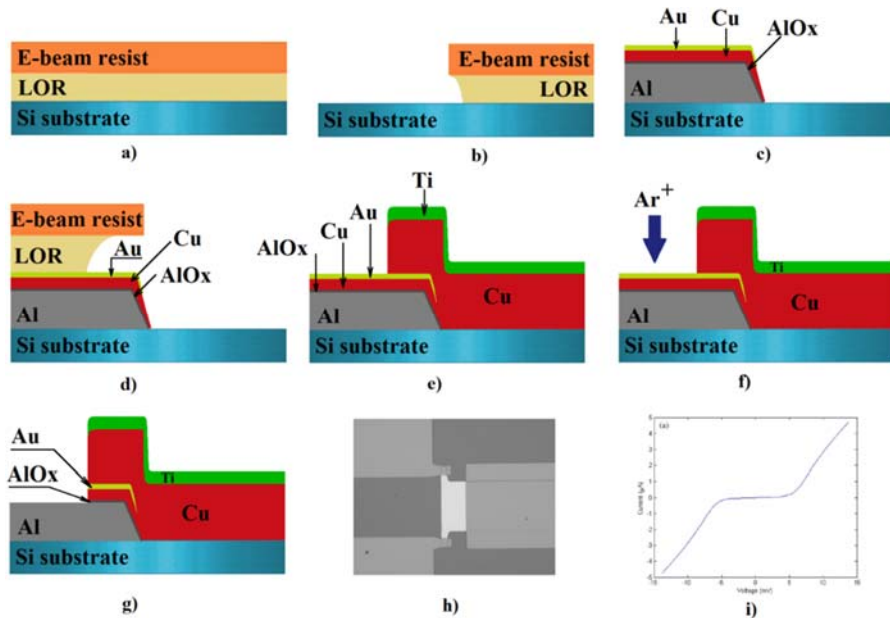 E-beam resist
LOR
Si substrate
a)
E-beam resist
LOR
Si substrate
b)
Au
Cu
AlOx
Al
Si substrate
c)
E-beam resist
LOR
Au
Cu
AlOx
Al
Si substrate
d)
Ti
Au
Cu
AlOx
Al
Cu
Si substrate
e)
Ar+
Ti
Cu
Al
Si substrate
f)
Au
AlOx
Ti
Al
Cu
Si substrate
g)
h)
(a)
Current (μA)
Voltage (mV)
i)